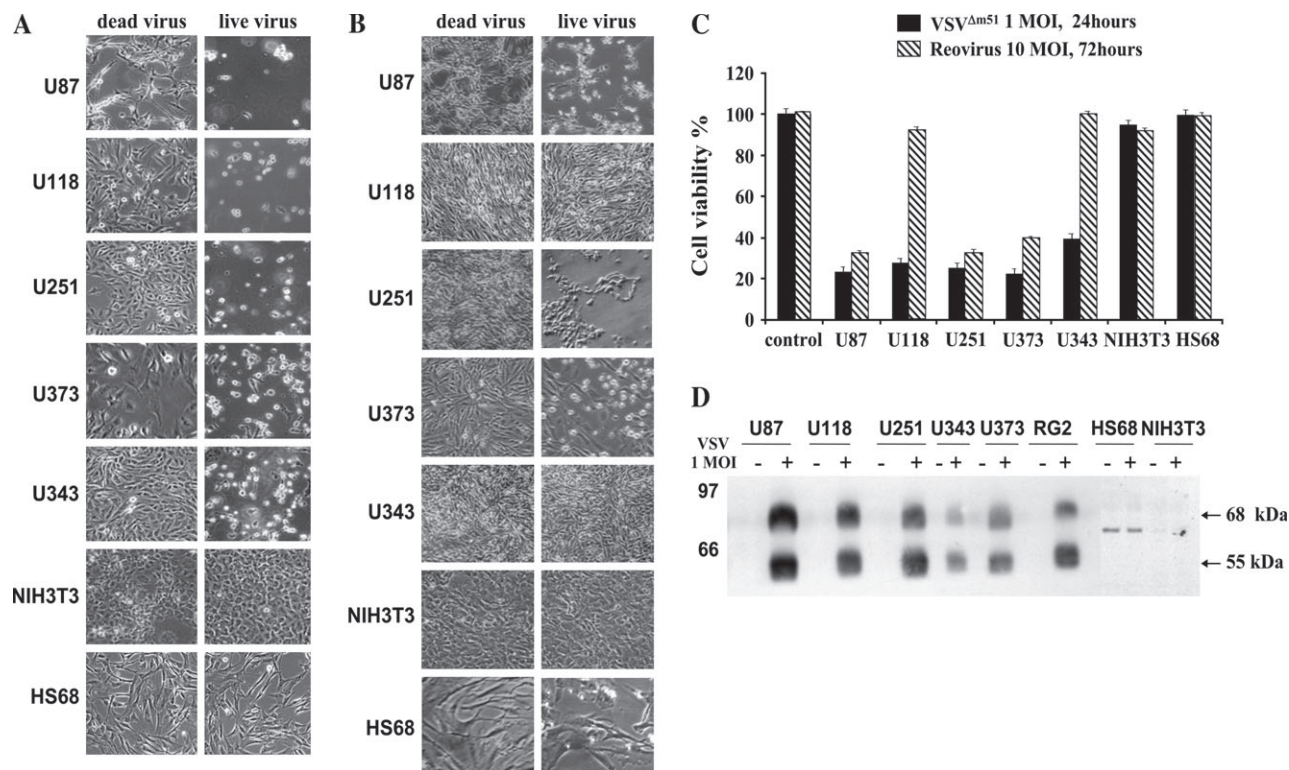 A
dead virus live virus
U87
U118
U251
U373
U343
NIH3T3
HS68
B
dead virus live virus
U87
U118
U251
U373
U343
NIH3T3
HS68
C
VSVΔm51 1 MOI, 24hours
Reovirus 10 MOI, 72hours
Cell viability %
120
100
80
60
40
20
0
control U87 U118 U251 U373 U343 NIH3T3 HS68
D
U87 U118 U251 U343 U373 RG2 HS68 NIH3T3
VSV
1 MOI - + - + - + - + - + - + - + - +
97
66
← 68 kDa
← 55 kDa